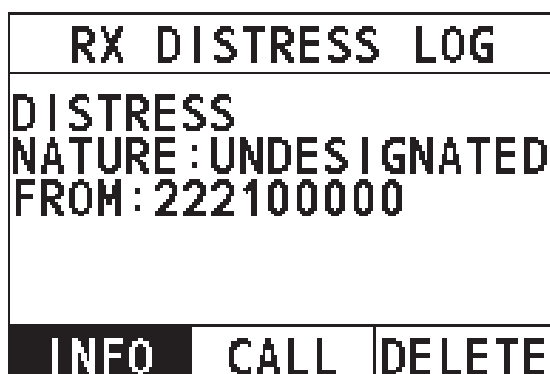 RX DISTRESS LOG
DISTRESS
NATURE:UNDESIGNATED
FROM:222100000
INFO CALL DELETE